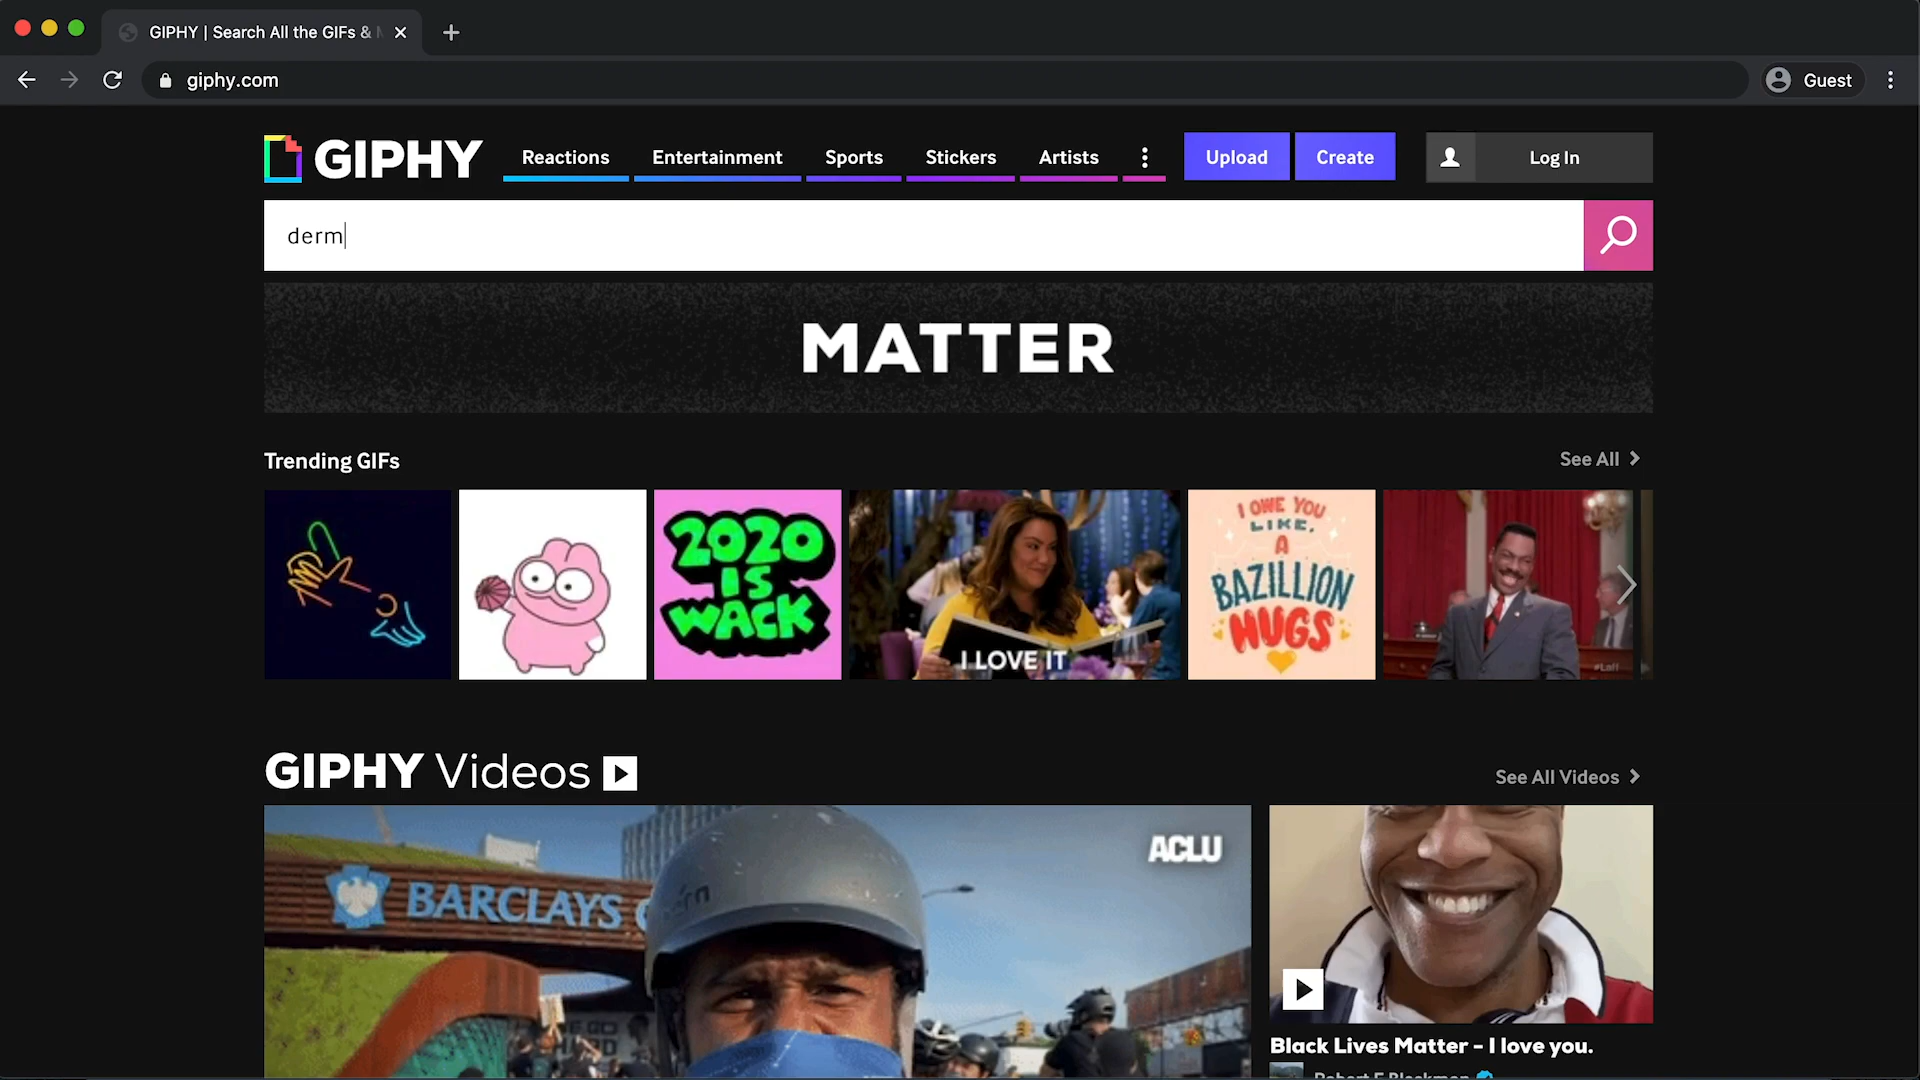 GIPHY | Search All the GIFs &
giphy.com
Guest
GIPHY
Reactions
Entertainment
Sports
Stickers
Artists
Upload
Create
Log In
derm
MATTER
Trending GIFs
See All
2020
IS
WACK
I LOVE IT
I OWE YOU
LIKE,
A
BAZILLION
HUGS
GIPHY Videos
See All Videos
BARCLAYS
ACLU
Black Lives Matter - I love you.